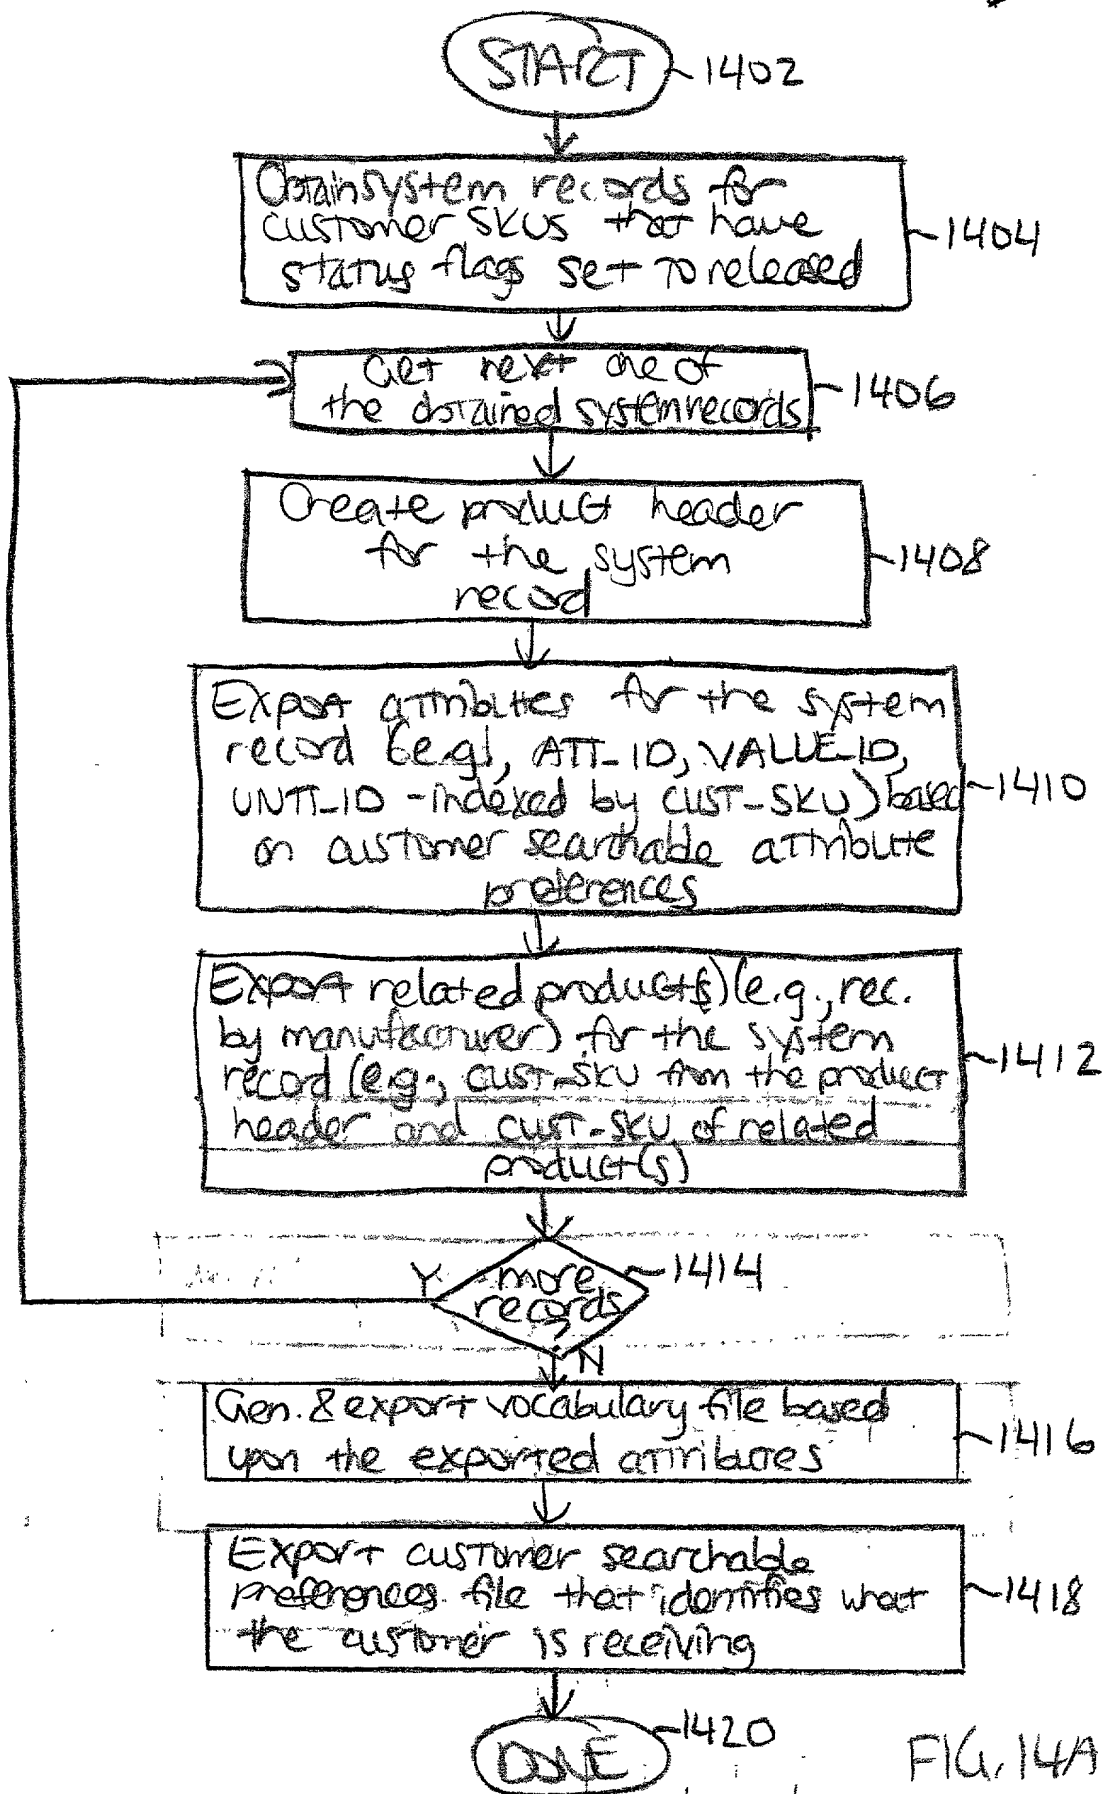 START 1402
Obtain system records for
customer SKUs that have
status flags set to released
1404
Get next one of
the obtained system records
1406
Create product header
for the system
record
1408
Export attributes for the system
record (e.g., ATT_ID, VALUE_ID,
UNIT_ID - indexed by CUST_SKU) based
on customer searchable attribute
preferences
1410
Export related product(s) (e.g., rec.
by manufacturer) for the system
record (e.g., CUST_SKU from the product
header and CUST_SKU of related
product(s)
1412
Y more
records
?
1414
N
Gen. & export vocabulary file based
upon the exported attributes
1416
Export customer searchable
preferences file that identifies what
the customer is receiving
1418
DONE 1420
FIG. 14A